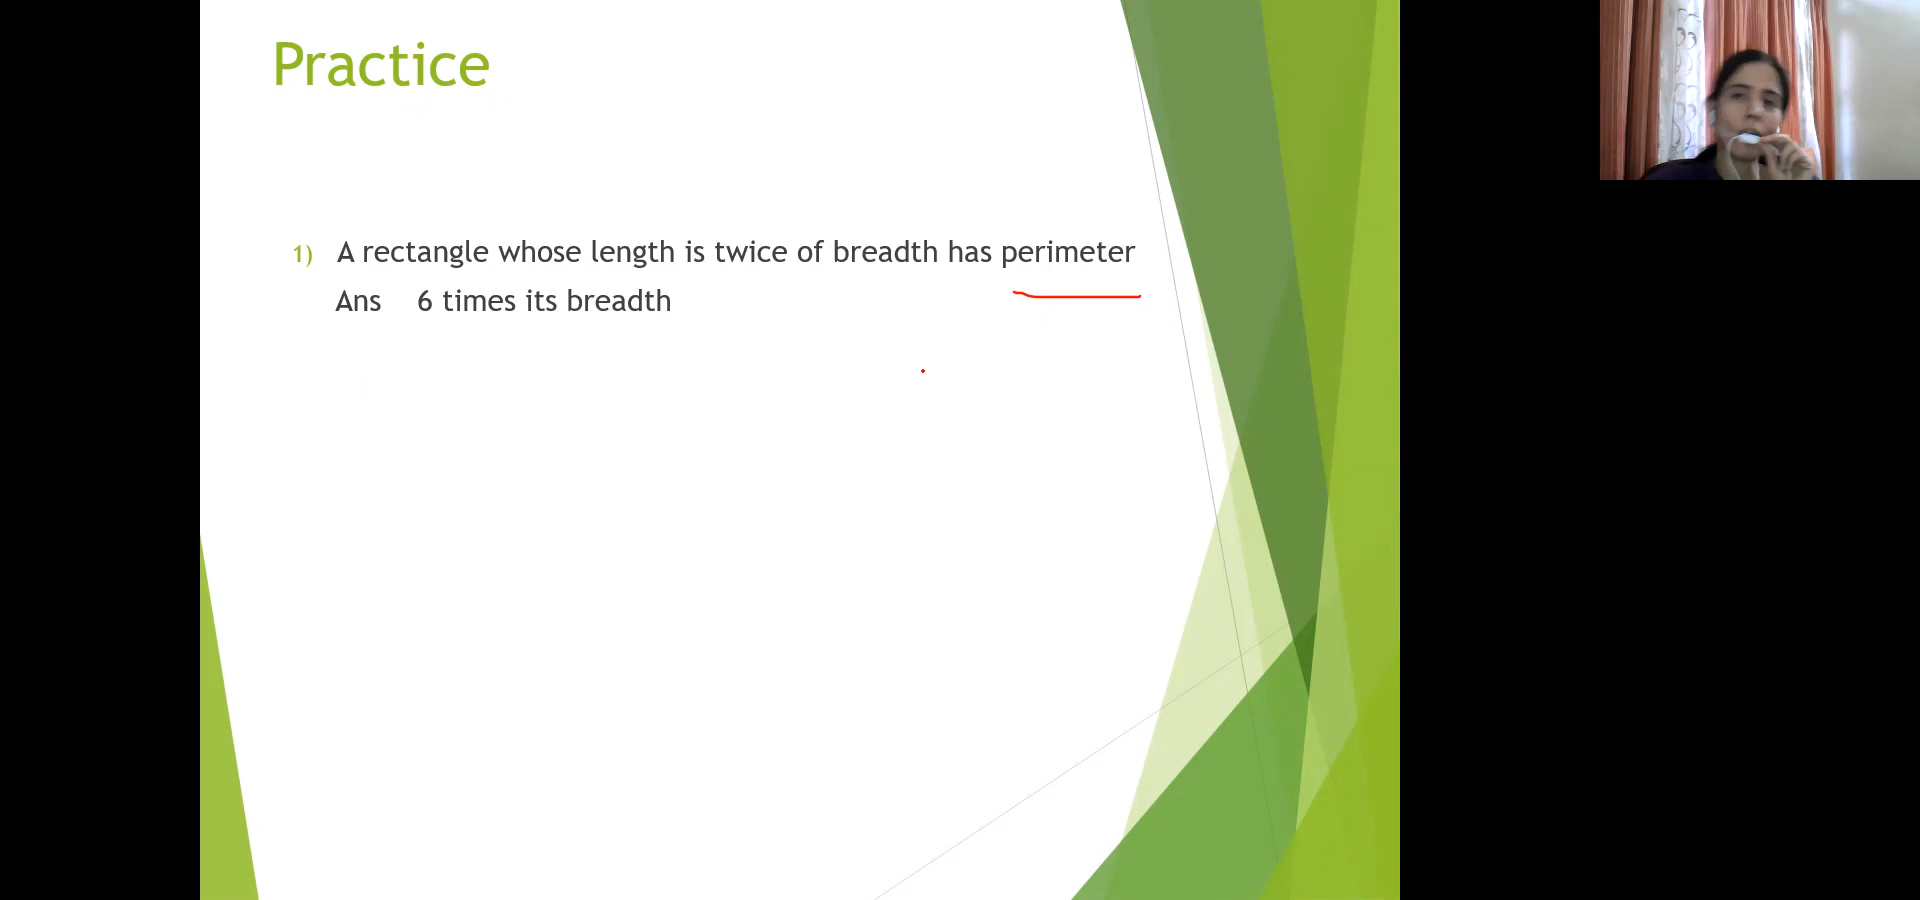 Practice
1) A rectangle whose length is twice of breadth has perimeter
Ans 6 times its breadth